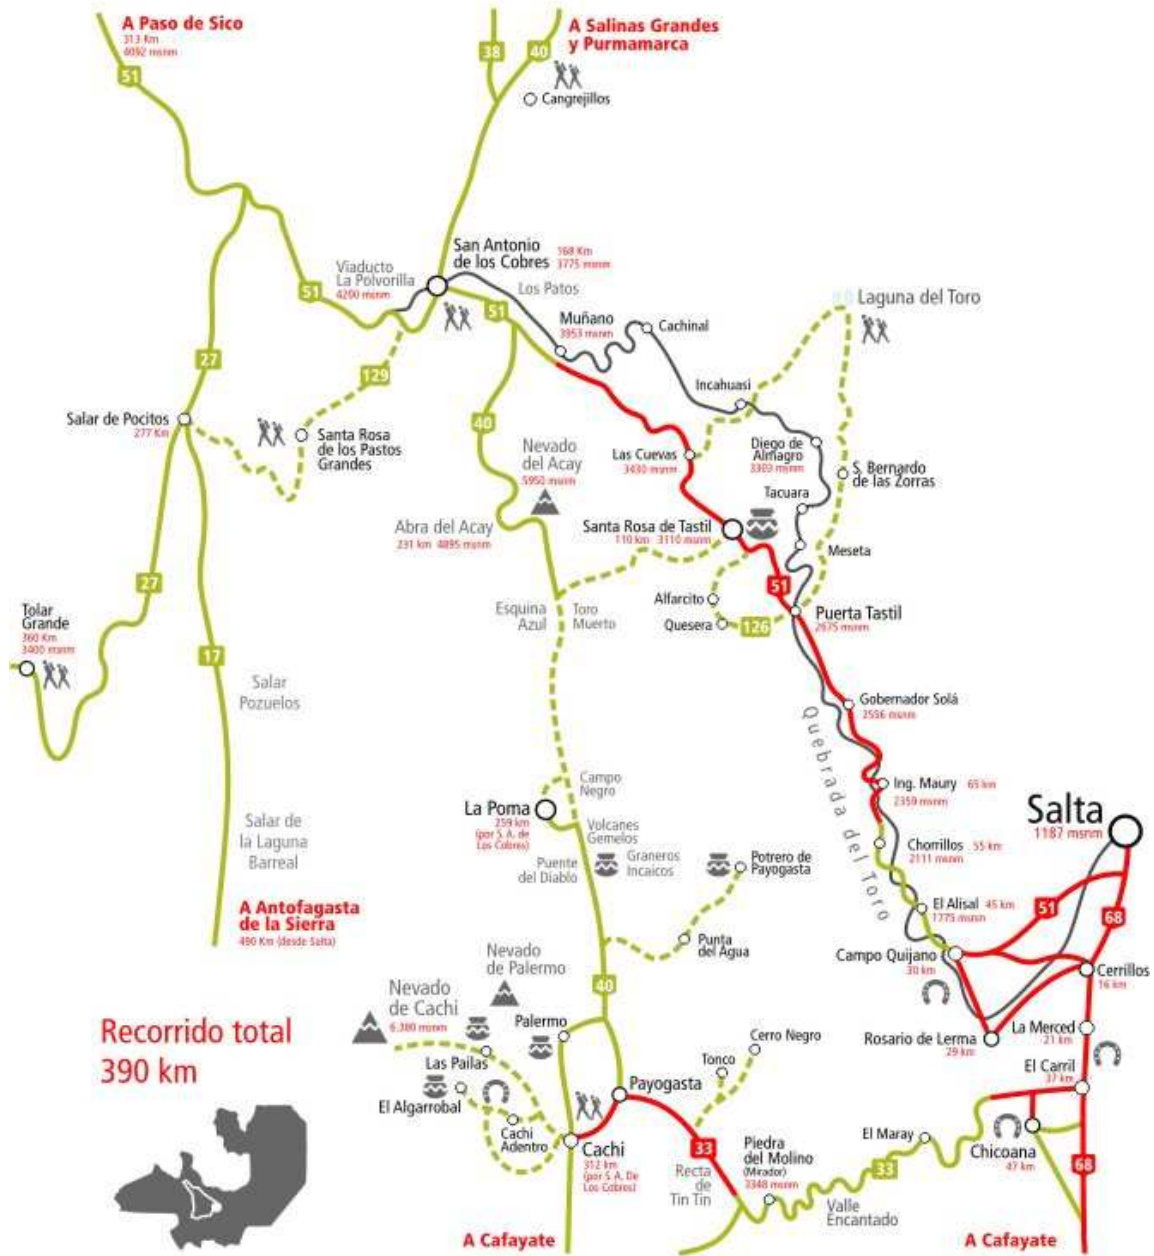 A Paso de Sico
313 Km
4092 msnm
A Salinas Grandes
y Purmamarca
38
40
51
Cangrejillos
San Antonio
de los Cobres
168 Km
3775 msnm
Viaducto
La Polvorilla
4200 msnm
51
Los Patos
51
Muñano
3953 msnm
Cachinal
Laguna del Toro
27
129
Incahuasi
Salar de Pocitos
277 Km
Santa Rosa
de los Pastos
Grandes
40
Nevado
del Acay
5950 msnm
Las Cuevas
3430 msnm
Diego de
Almagro
3303 msnm
S. Bernardo
de las Zorras
Tacuara
Abra del Acay
231 km 4895 msnm
Santa Rosa de Tastil
110 km 3110 msnm
Meseta
27
51
Tolar
Grande
360 Km
3400 msnm
Esquina
Azul
Toro
Muerto
Alfarcito
Quesera
126
Puerta Tastil
2675 msnm
17
Salar
Pozuelos
Gobernador Solá
2556 msnm
Quebrada del Toro
Campo
Negro
Ing. Maury 65 km
2359 msnm
La Poma
259 km
(por S. A. de
Los Cobres)
Volcanes
Gemelos
Salta
1187 msnm
Salar de
la Laguna
Barreal
Puente
del Diablo
Graneros
Incaicos
Potrero de
Payogasta
Chorrillos 55 km
2111 msnm
A Antofagasta
de la Sierra
490 Km (desde Salta)
El Alisal 45 km
1775 msnm
51
68
Punta
del Agua
Campo Quijano
30 km
Cerrillos
16 km
Nevado
de Palermo
40
Nevado
de Cachi
6.380 msnm
Recorrido total
390 km
Palermo
Cerro Negro
Tonco
Rosario de Lerma
29 km
La Merced
21 km
Las Pailas
El Algarrobal
Payogasta
El Carril
37 km
Cachi
Adentro
Cachi
312 km
(por S. A. De
Los Cobres)
33
Piedra
del Molino
(Mirador)
3348 msnm
El Maray
Chicoana
47 km
33
68
Recta
de
Tin Tin
Valle
Encantado
A Cafayate
A Cafayate